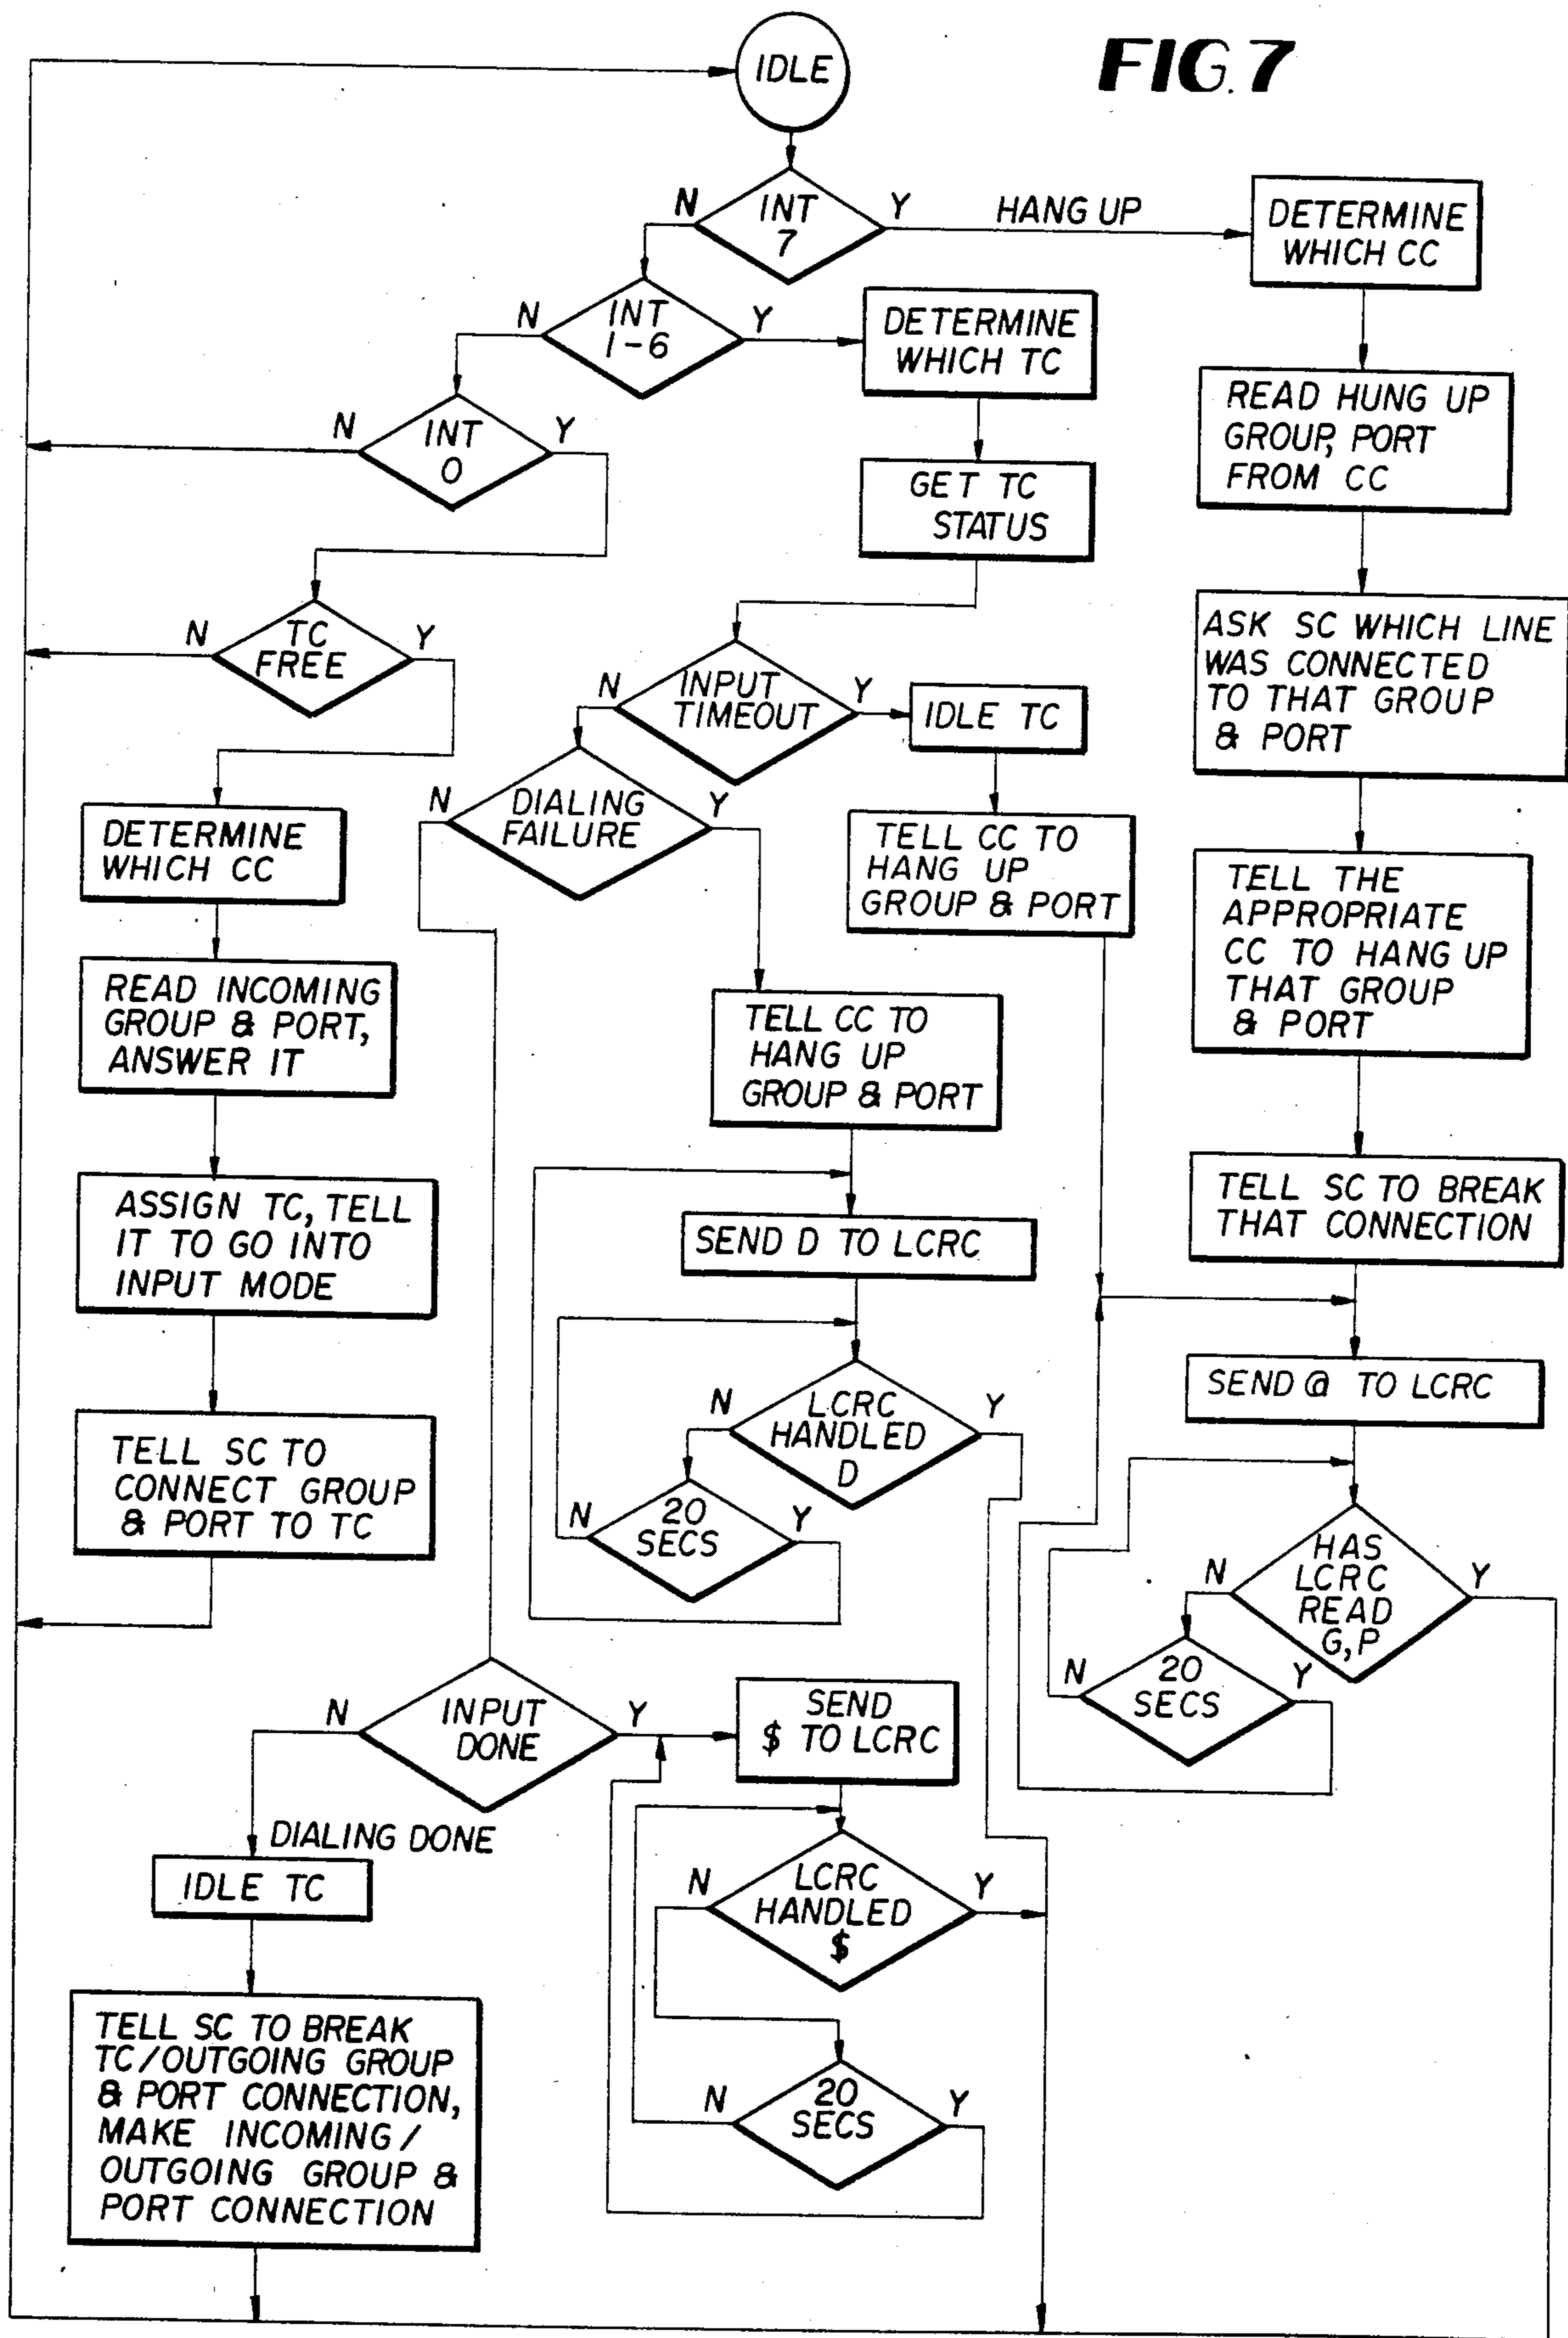 FIG. 7
IDLE
INT
7
N
Y
HANG UP
DETERMINE
WHICH CC
INT
1-6
N
Y
DETERMINE
WHICH TC
READ HUNG UP
GROUP, PORT
FROM CC
INT
0
N
Y
GET TC
STATUS
ASK SC WHICH LINE
WAS CONNECTED
TO THAT GROUP
& PORT
TC
FREE
N
Y
INPUT
TIMEOUT
N
Y
IDLE TC
DIALING
FAILURE
N
Y
TELL CC TO
HANG UP
GROUP & PORT
DETERMINE
WHICH CC
TELL THE
APPROPRIATE
CC TO HANG UP
THAT GROUP
& PORT
READ INCOMING
GROUP & PORT,
ANSWER IT
TELL CC TO
HANG UP
GROUP & PORT
ASSIGN TC, TELL
IT TO GO INTO
INPUT MODE
TELL SC TO BREAK
THAT CONNECTION
SEND D TO LCRC
SEND @ TO LCRC
LCRC
HANDLED
D
N
Y
TELL SC TO
CONNECT GROUP
& PORT TO TC
20
SECS
N
Y
HAS
LCRC
READ
G,P
N
Y
20
SECS
N
Y
INPUT
DONE
N
Y
SEND
$ TO LCRC
DIALING DONE
IDLE TC
LCRC
HANDLED
$
N
Y
TELL SC TO BREAK
TC/OUTGOING GROUP
& PORT CONNECTION,
MAKE INCOMING/
OUTGOING GROUP &
PORT CONNECTION
20
SECS
N
Y